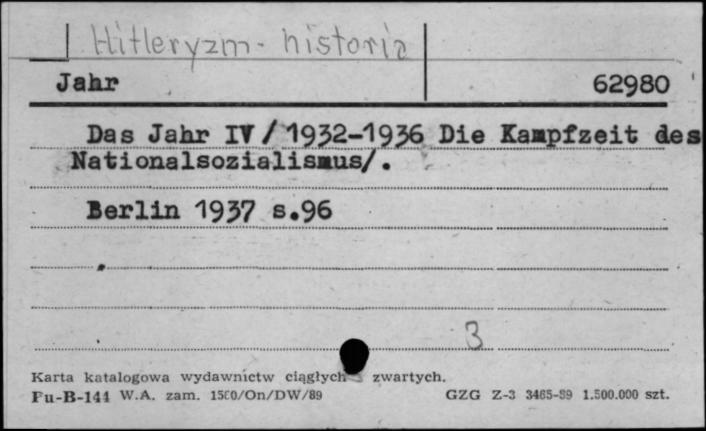 Hitleryzm - historia
Jahr 62980
Das Jahr IV / 1932-1936 Die Kampfzeit des
Nationalsozialismus/.
Berlin 1937 s.96
3
Karta katalogowa wydawnictw ciągłych zwartych.
Pu-B-144 W.A. zam. 1500/On/DW/89 GZG Z-3 3465-89 1.500.000 szt.